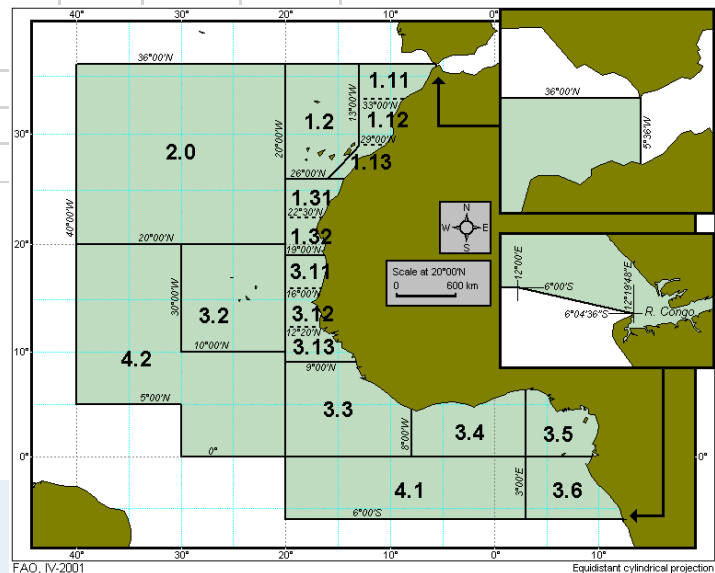 40°
30°
20°
10°
0°
36°00'N
36°00'N
1.11
33°00'N
13°00'W
1.2
1.12
5°36'W
30°
20°00'W
29°00'N
2.0
1.13
26°00'N
1.31
22°30'N
40°00'W
1.32
20°
20°00'N
19°00'N
N
W
E
S
3.11
Scale at 20°00'N
0
600 km
12°00'E
6°00'S
12°19'48"E
6°04'36"S
R. Congo
30°00'W
16°00'N
3.2
3.12
12°20'N
10°
10°00'N
3.13
9°00'N
4.2
5°00'N
3.3
8°00'W
3.4
3.5
0°
0°
0°
4.1
3°00'E
3.6
6°00'S
40°
30°
20°
10°
0°
FAO, IV-2001
Equidistant cylindrical projection